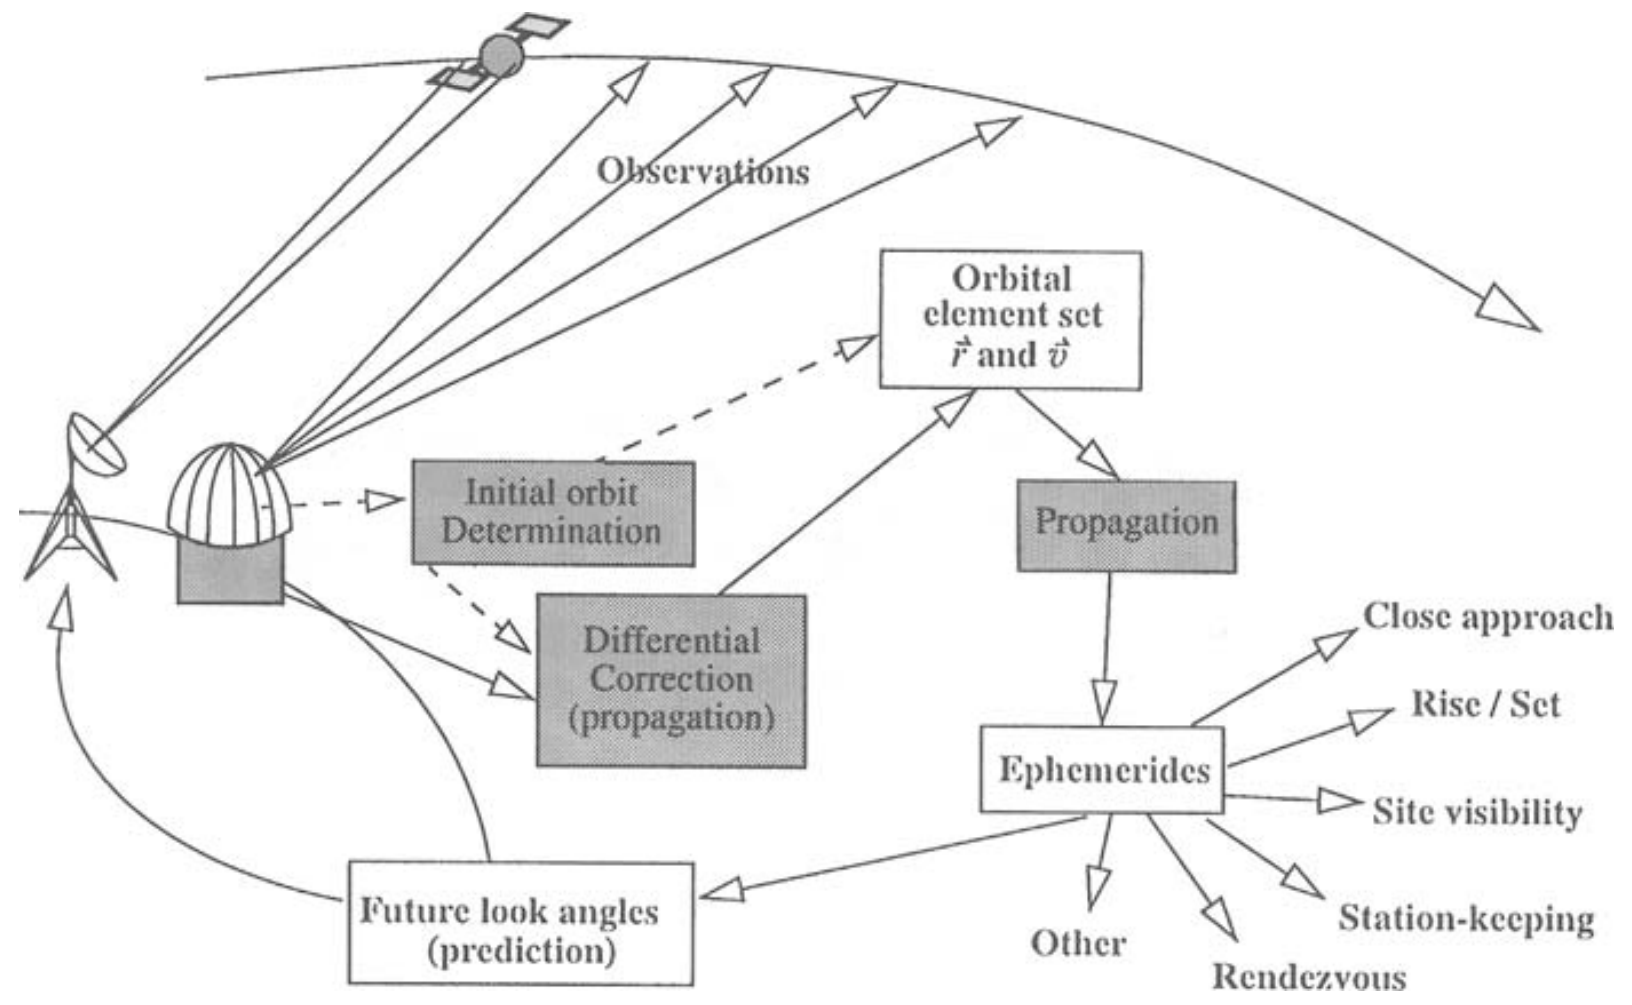 Observations
Orbital
element set
r⃗ and v⃗
Initial orbit
Determination
Propagation
Differential
Correction
(propagation)
Close approach
Rise / Set
Ephemerides
Site visibility
Future look angles
(prediction)
Station-keeping
Other
Rendezvous